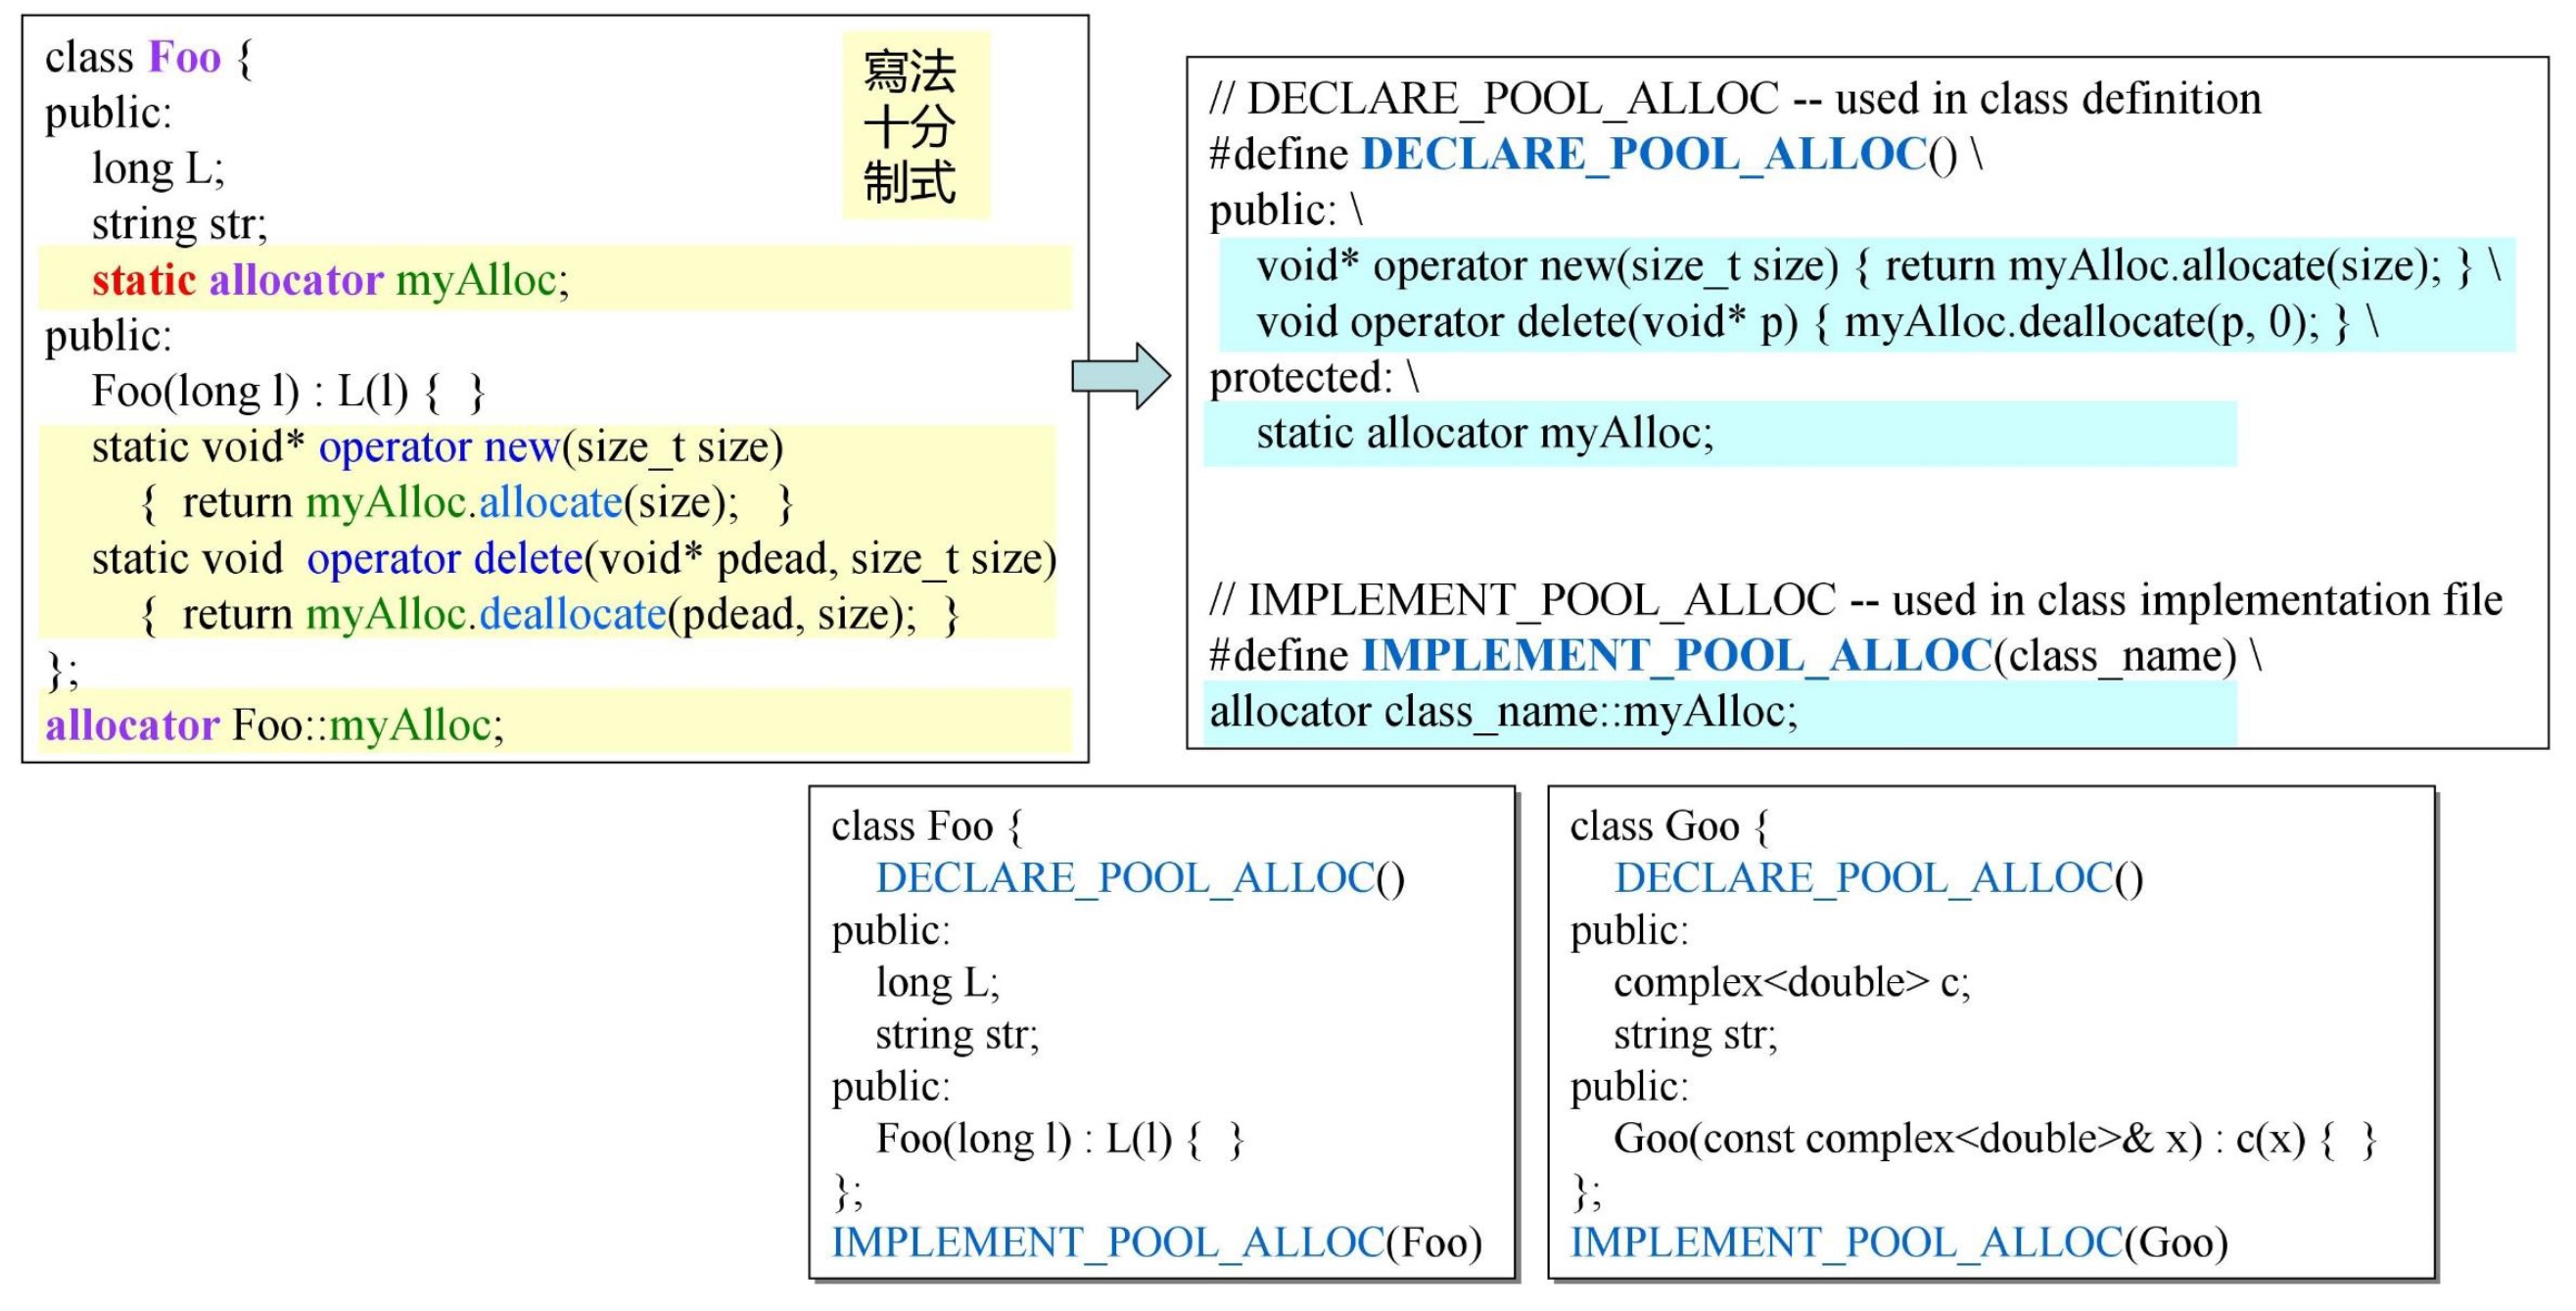 class Foo {
public:
long L;
string str;
static allocator myAlloc;
public:
Foo(long l) : L(l) {  }
static void* operator new(size_t size)
{  return myAlloc.allocate(size);   }
static void  operator delete(void* pdead, size_t size)
{  return myAlloc.deallocate(pdead, size);  }
};
allocator Foo::myAlloc;
寫法
十分
制式
// DECLARE_POOL_ALLOC -- used in class definition
#define DECLARE_POOL_ALLOC() \
public: \
void* operator new(size_t size) { return myAlloc.allocate(size); } \
void operator delete(void* p) { myAlloc.deallocate(p, 0); } \
protected: \
static allocator myAlloc;
// IMPLEMENT_POOL_ALLOC -- used in class implementation file
#define IMPLEMENT_POOL_ALLOC(class_name) \
allocator class_name::myAlloc;
class Foo {
DECLARE_POOL_ALLOC()
public:
long L;
string str;
public:
Foo(long l) : L(l) {  }
};
IMPLEMENT_POOL_ALLOC(Foo)
class Goo {
DECLARE_POOL_ALLOC()
public:
complex<double> c;
string str;
public:
Goo(const complex<double>& x) : c(x) {  }
};
IMPLEMENT_POOL_ALLOC(Goo)